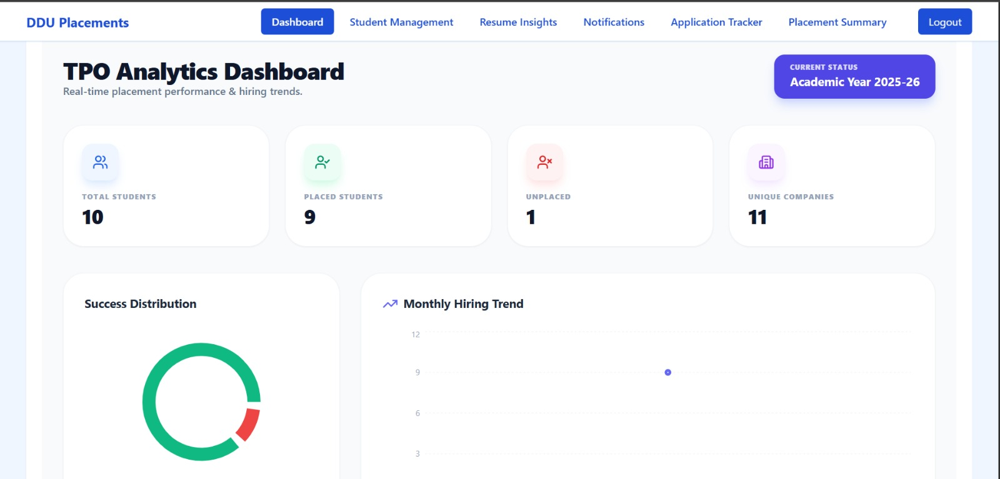 DDU Placements
Dashboard
Student Management
Resume Insights
Notifications
Application Tracker
Placement Summary
Logout
TPO Analytics Dashboard
Real-time placement performance & hiring trends.
CURRENT STATUS
Academic Year 2025-26
TOTAL STUDENTS
10
PLACED STUDENTS
9
UNPLACED
1
UNIQUE COMPANIES
11
Success Distribution
Monthly Hiring Trend
12
9
6
3